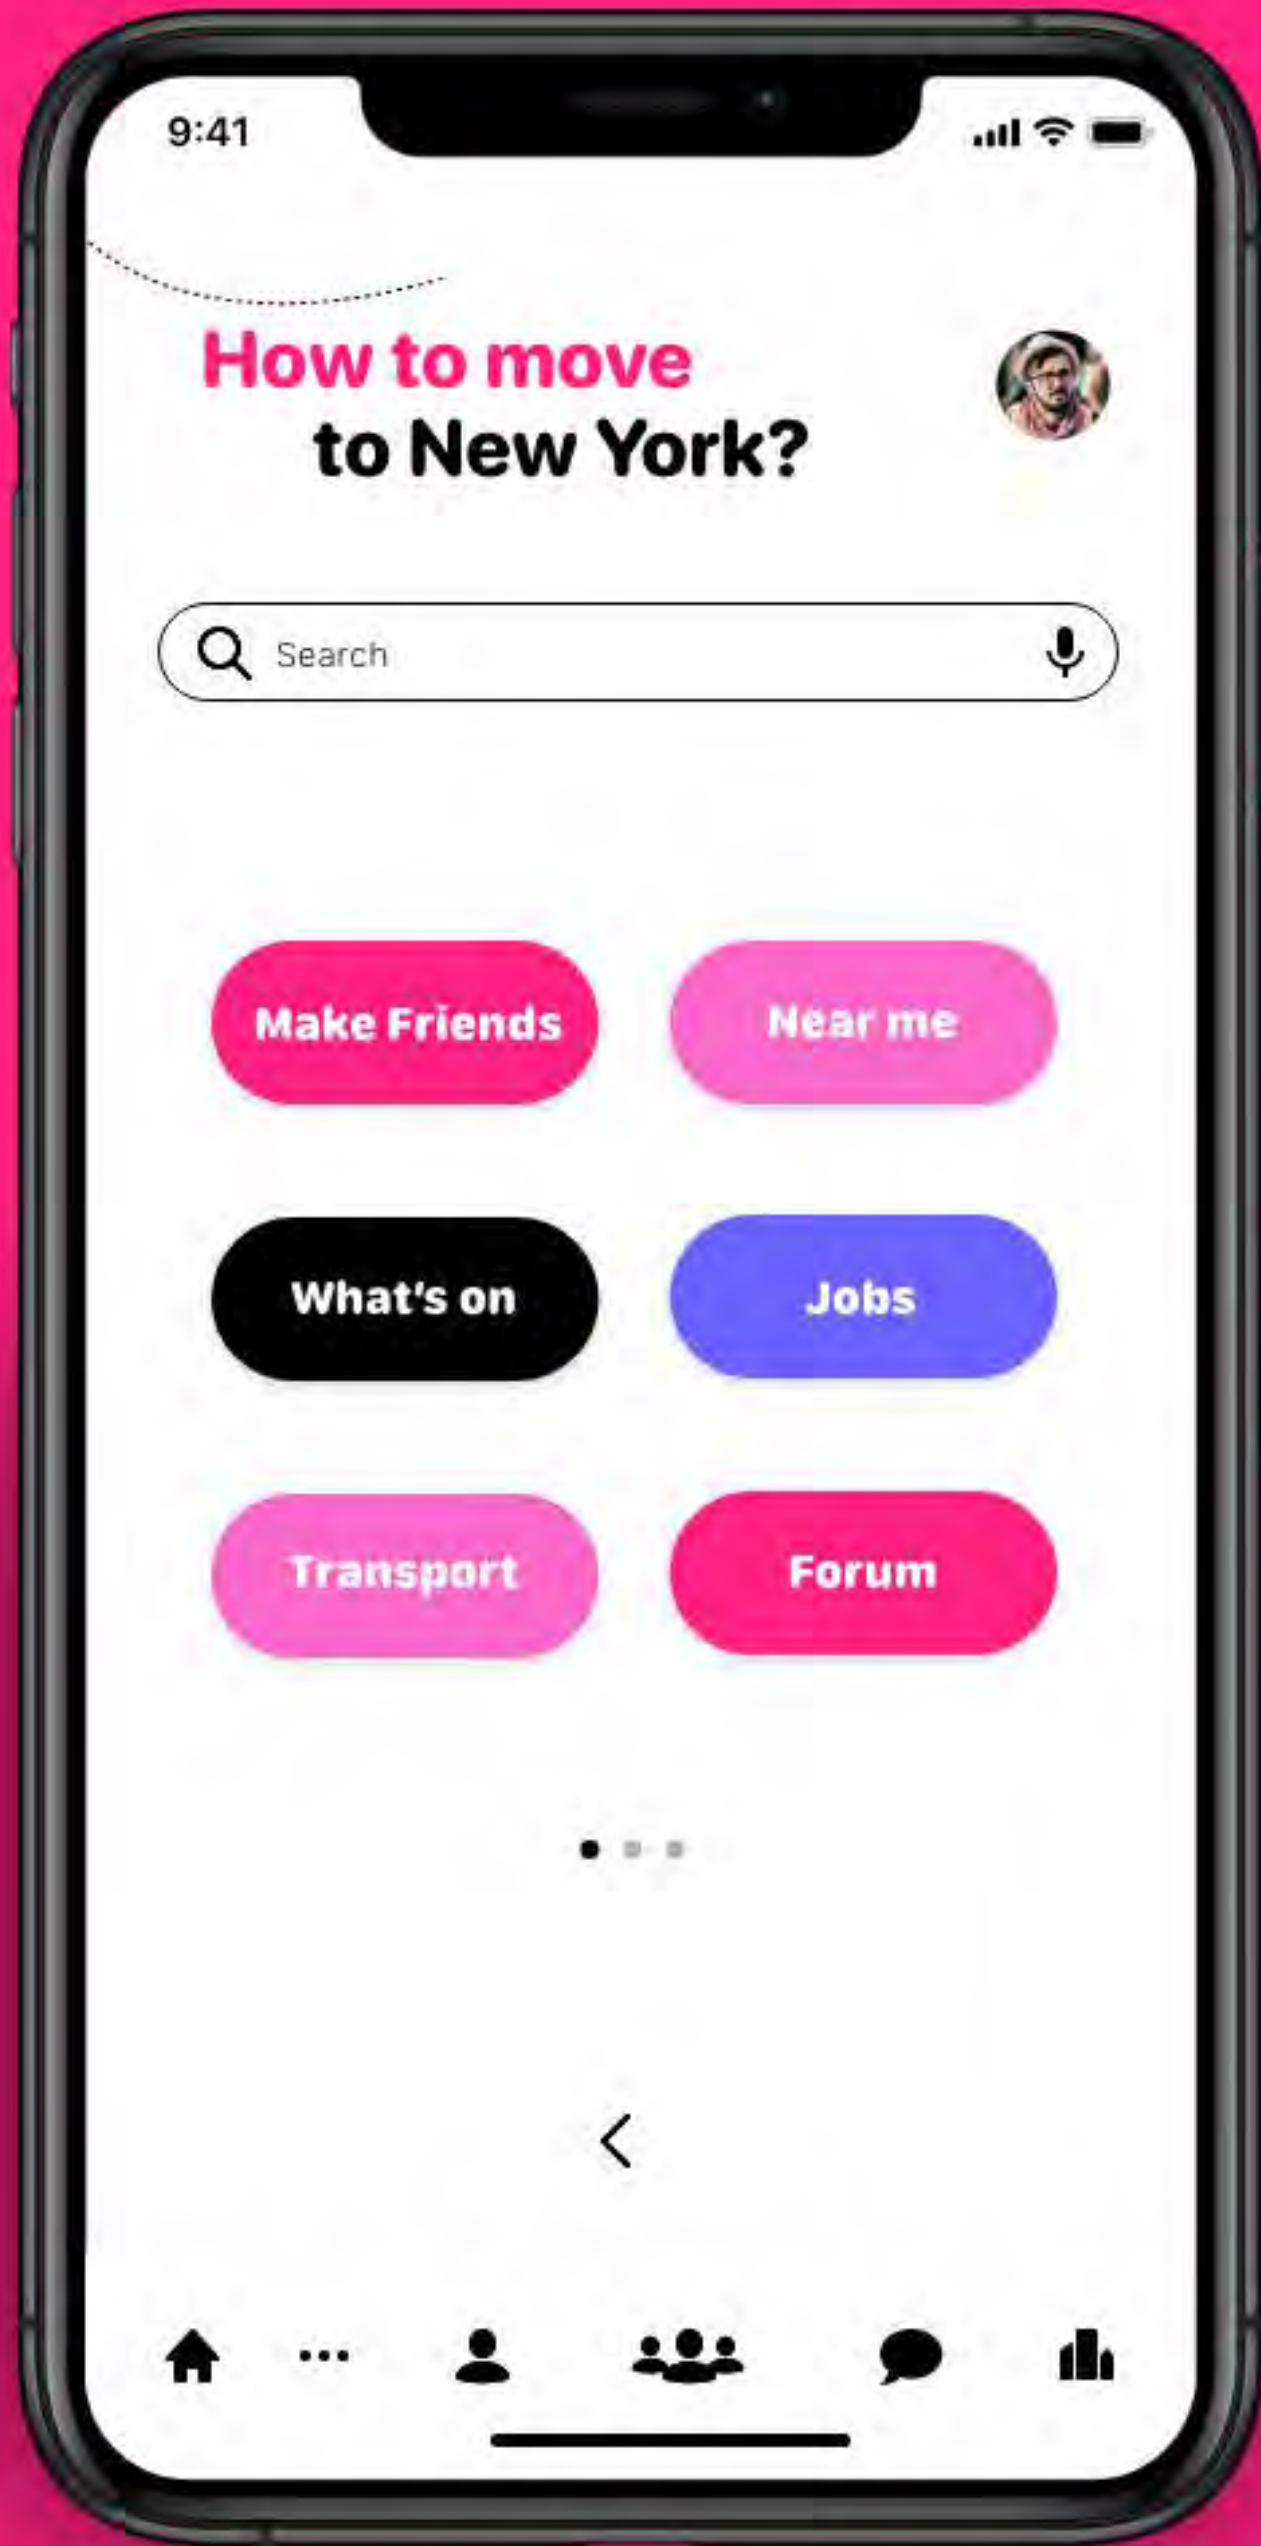 9:41
How to move
to New York?
Search
Make Friends
Near me
What's on
Jobs
Transport
Forum